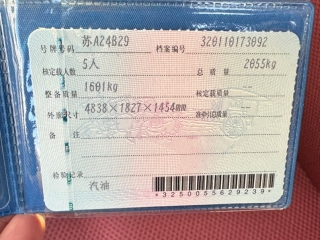 号牌号码 苏A24B29 档案编号 320110173092
核定载人数 5人 总质量 2055kg
整备质量 1601kg 核定载质量 --
外廓尺寸 4838×1827×1454mm 准牵引总质量 --
备注
检验记录
汽油
*3250055629239*